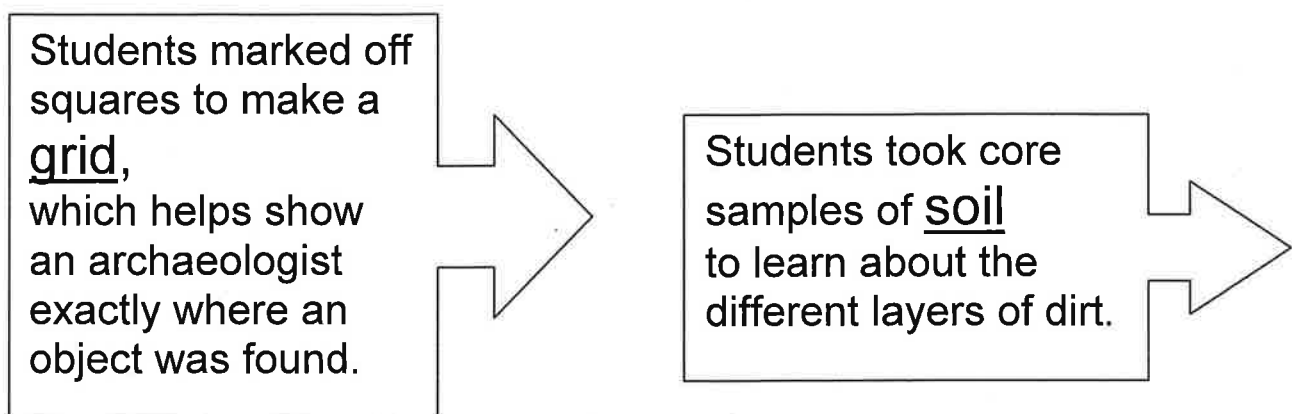 Students marked off
squares to make a
grid,
which helps show
an archaeologist
exactly where an
object was found.
Students took core
samples of soil
to learn about the
different layers of dirt.